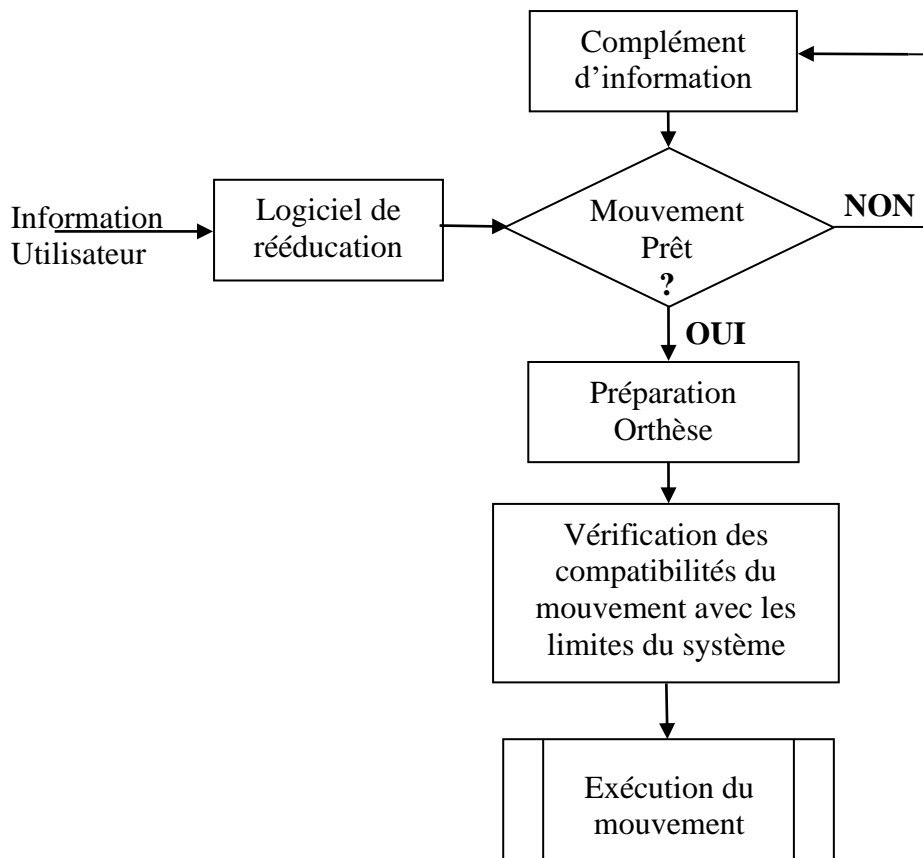 Complément
d’information
Information
Utilisateur
Logiciel de
rééducation
Mouvement
Prêt
?
NON
OUI
Préparation
Orthèse
Vérification des
compatibilités du
mouvement avec les
limites du système
Exécution du
mouvement